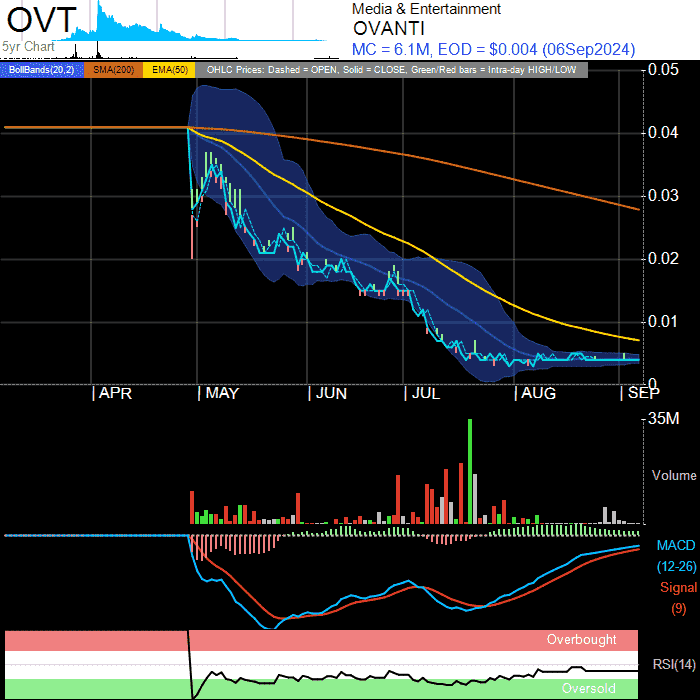 OVT
5yr Chart
Media & Entertainment
OVANTI
MC = 6.1M, EOD = $0.004 (06Sep2024)
BollBands(20,2) SMA(200) EMA(50) OHLC Prices: Dashed = OPEN, Solid = CLOSE, Green/Red bars = Intra-day HIGH/LOW
0.05
0.04
0.03
0.02
0.01
0
| APR | MAY | JUN | JUL | AUG | SEP
35M
Volume
MACD
(12-26)
Signal
(9)
Overbought
RSI(14)
Oversold